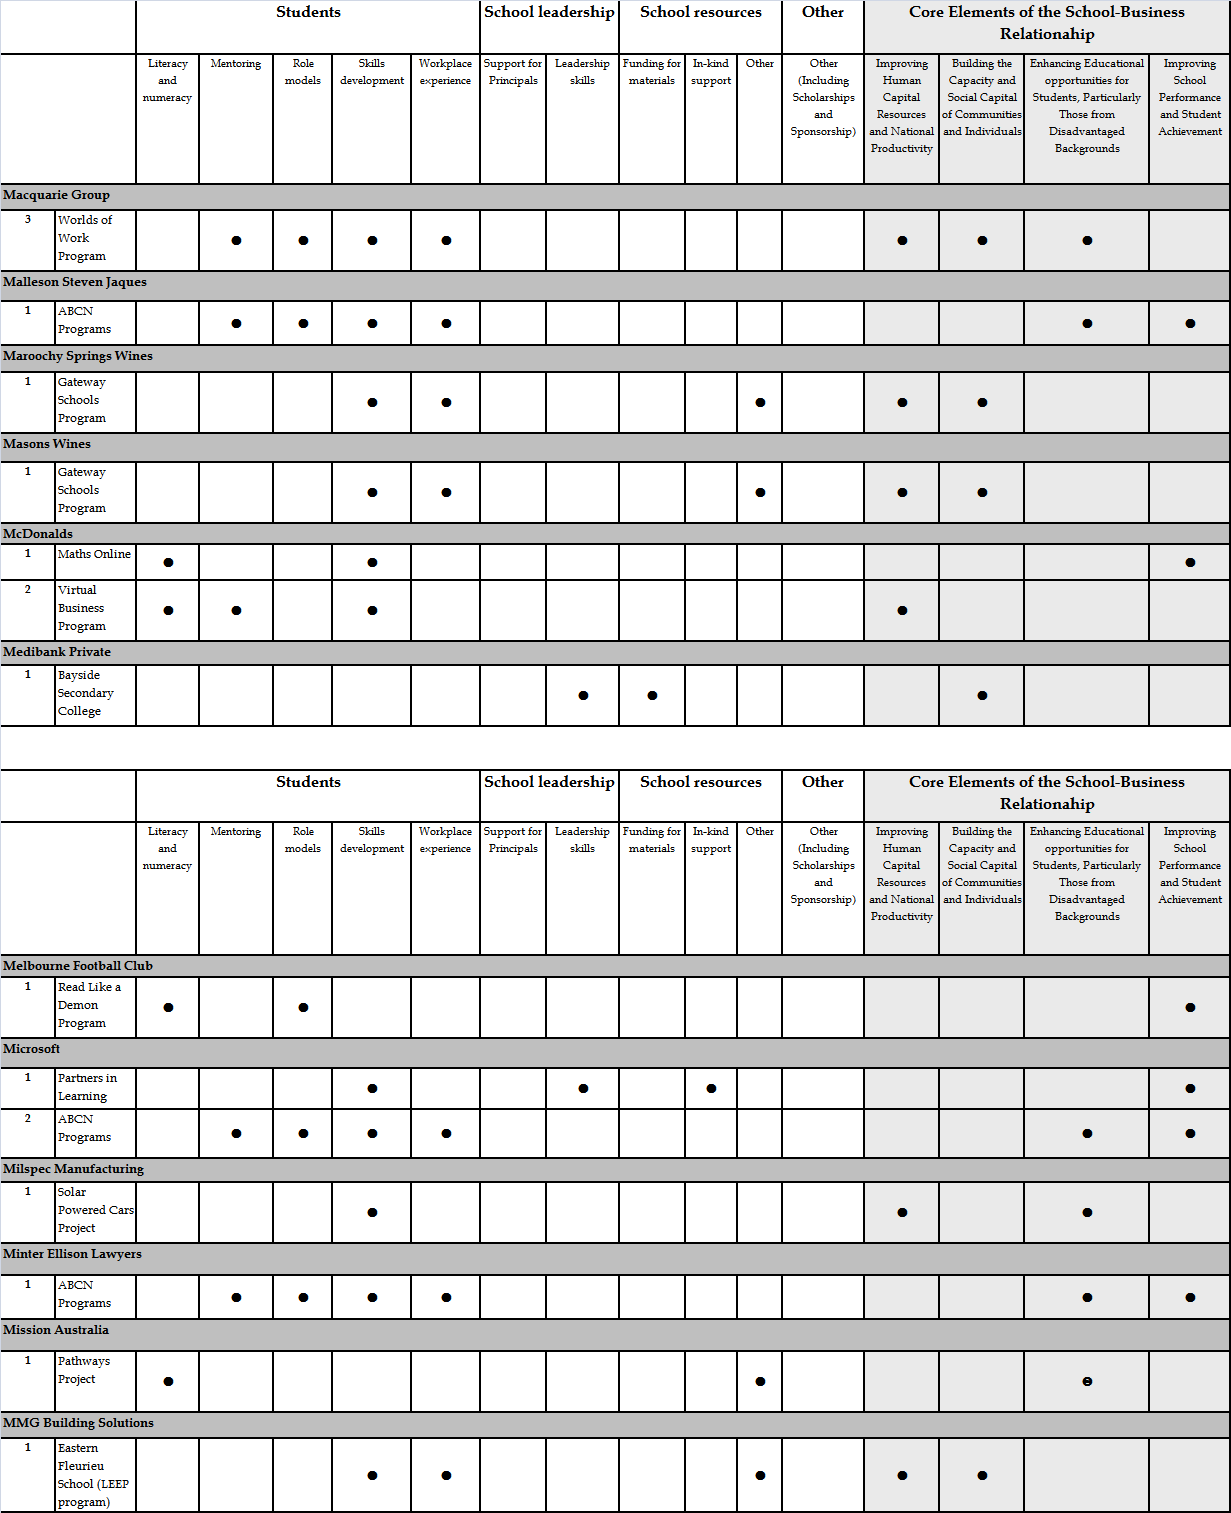 Students School leadership School resources Other Core Elements of the School-Business
Relationahip
Literacy Mentoring Role Skills Workplace Support for Leadership Funding for In-kind Other Other Improving Building the Enhancing Educational Improving
and models development experience Principals skills materials support (Including Human Capacity and opportunities for School
numeracy Scholarships Capital Social Capital Students, Particularly Performance
and Resources of Communities Those from and Student
Sponsorship) and National and Individuals Disadvantaged Achievement
Productivity Backgrounds
Macquarie Group
3 Worlds of
Work
● ● ● ● ● ● ●
Program
Malleson Steven Jaques
1 ABCN
● ● ● ● ● ●
Programs
Maroochy Springs Wines
1 Gateway
Schools
● ● ● ● ●
Program
Masons Wines
1 Gateway
Schools
● ● ● ● ●
Program
McDonalds
1 Maths Online
● ● ●
2 Virtual
Business
● ● ● ●
Program
Medibank Private
1 Bayside
Secondary
● ● ●
College
Students School leadership School resources Other Core Elements of the School-Business
Relationahip
Literacy Mentoring Role Skills Workplace Support for Leadership Funding for In-kind Other Other Improving Building the Enhancing Educational Improving
and models development experience Principals skills materials support (Including Human Capacity and opportunities for School
numeracy Scholarships Capital Social Capital Students, Particularly Performance
and Resources of Communities Those from and Student
Sponsorship) and National and Individuals Disadvantaged Achievement
Productivity Backgrounds
Melbourne Football Club
1 Read Like a
Demon
● ● ●
Program
Microsoft
1 Partners in
● ● ● ●
Learning
2 ABCN
● ● ● ● ● ●
Programs
Milspec Manufacturing
1 Solar
Powered Cars
● ● ●
Project
Minter Ellison Lawyers
1 ABCN
● ● ● ● ● ●
Programs
Mission Australia
1 Pathways
Project
● ● ●
MMG Building Solutions
1 Eastern
Fleurieu
● ● ● ● ●
School (LEEP
program)